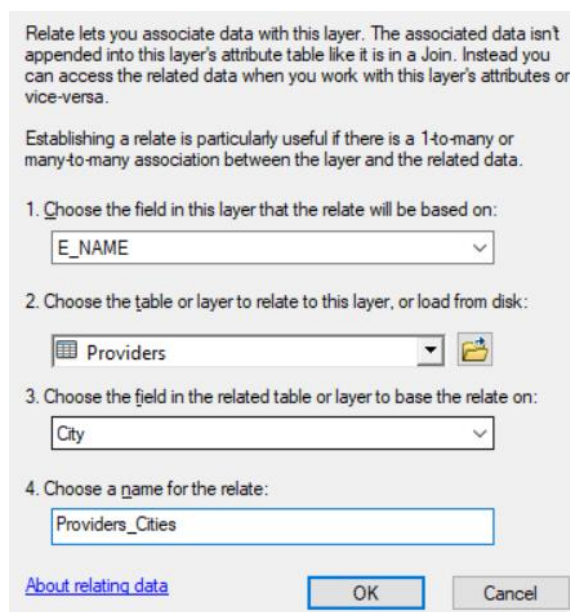 Relate lets you associate data with this layer. The associated data isn't
appended into this layer's attribute table like it is in a Join. Instead you
can access the related data when you work with this layer's attributes or
vice-versa.
Establishing a relate is particularly useful if there is a 1-to-many or
many-to-many association between the layer and the related data.
1. Choose the field in this layer that the relate will be based on:
E_NAME
2. Choose the table or layer to relate to this layer, or load from disk:
Providers
3. Choose the field in the related table or layer to base the relate on:
City
4. Choose a name for the relate:
Providers_Cities
About relating data
OK
Cancel